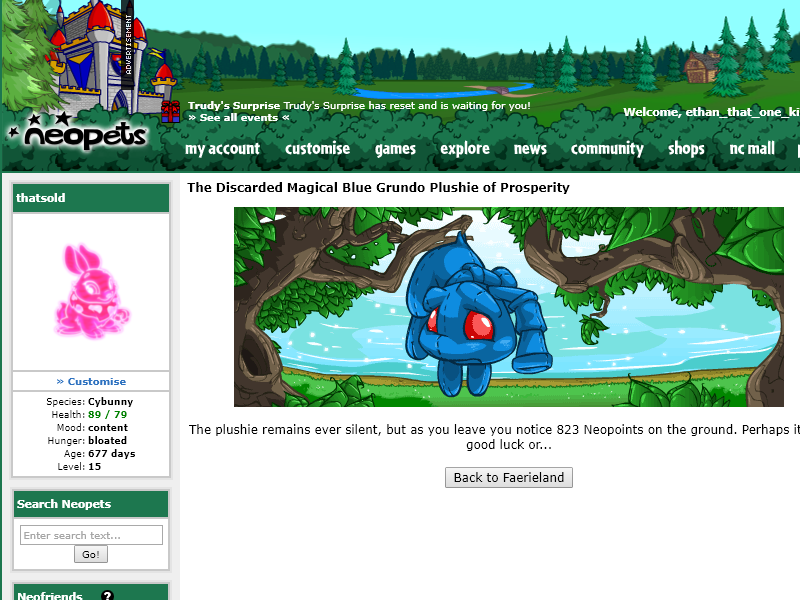 ADVERTISEMENT
neopets
Trudy's Surprise Trudy's Surprise has reset and is waiting for you!
» See all events «
Welcome, ethan_that_one_ki
my account customise games explore news community shops nc mall
thatsold
» Customise
Species: Cybunny
Health: 89 / 79
Mood: content
Hunger: bloated
Age: 677 days
Level: 15
Search Neopets
Enter search text...
Go!
Neofriends ?
The Discarded Magical Blue Grundo Plushie of Prosperity
The plushie remains ever silent, but as you leave you notice 823 Neopoints on the ground. Perhaps it
good luck or...
Back to Faerieland